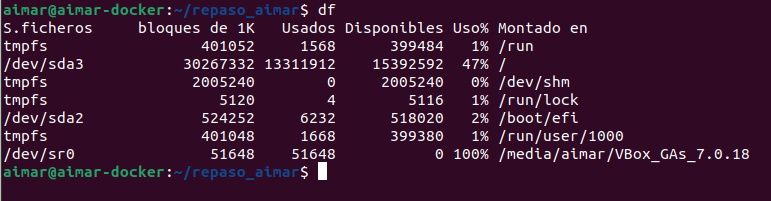 aimar@aimar-docker:~/repaso_aimar$ df
S.ficheros     bloques de 1K   Usados Disponibles Uso% Montado en
tmpfs                 401052     1568      399484   1% /run
/dev/sda3           30267332 13311912    15392592  47% /
tmpfs                2005240        0     2005240   0% /dev/shm
tmpfs                   5120        4        5116   1% /run/lock
/dev/sda2             524252     6232      518020   2% /boot/efi
tmpfs                 401048     1668      399380   1% /run/user/1000
/dev/sr0               51648    51648           0 100% /media/aimar/VBox_GAs_7.0.18
aimar@aimar-docker:~/repaso_aimar$